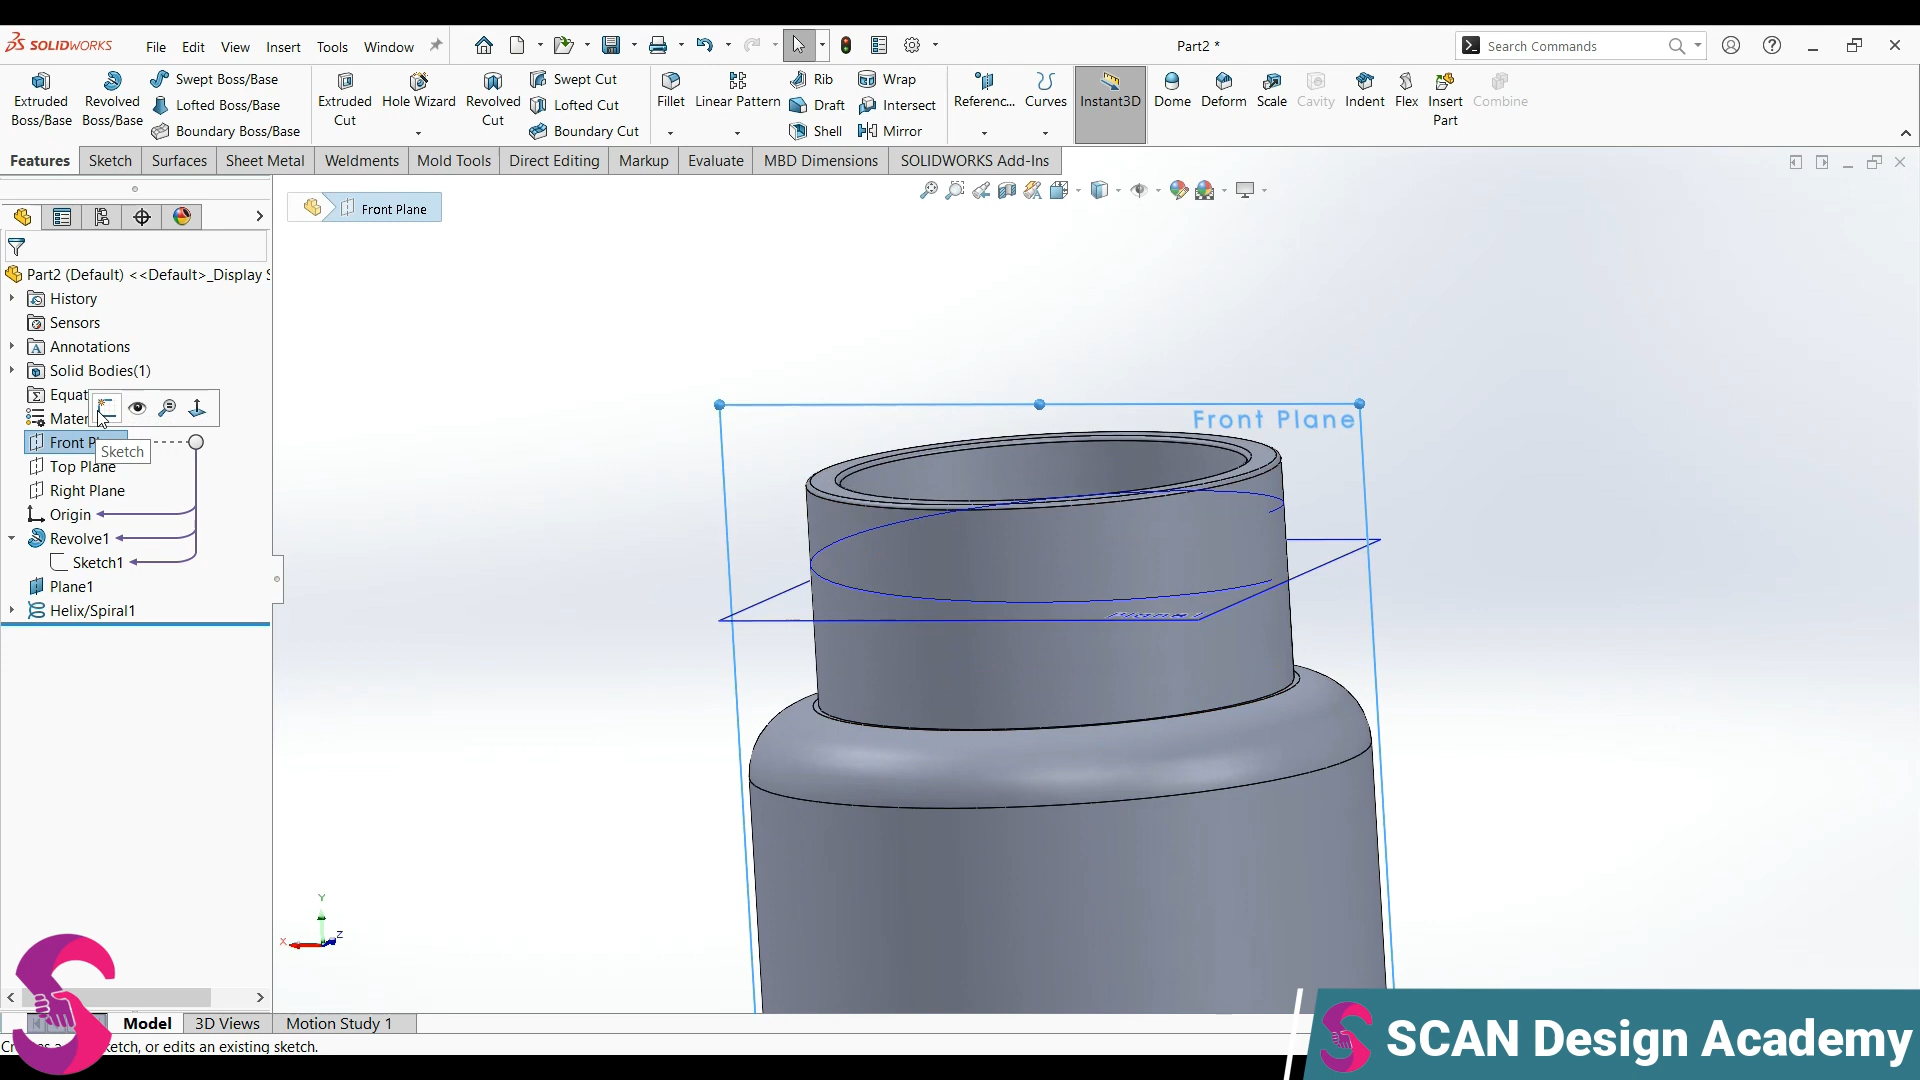 SOLIDWORKS
File Edit View Insert Tools Window
Part2 *
Search Commands
Extruded Boss/Base
Revolved Boss/Base
Swept Boss/Base
Lofted Boss/Base
Boundary Boss/Base
Extruded Cut
Hole Wizard
Revolved Cut
Swept Cut
Lofted Cut
Boundary Cut
Fillet
Linear Pattern
Rib
Draft
Shell
Wrap
Intersect
Mirror
Referenc...
Curves
Instant3D
Dome
Deform
Scale
Cavity
Indent
Flex
Insert Part
Combine
Features Sketch Surfaces Sheet Metal Weldments Mold Tools Direct Editing Markup Evaluate MBD Dimensions SOLIDWORKS Add-Ins
Front Plane
Part2 (Default) <<Default>_Display S
History
Sensors
Annotations
Solid Bodies(1)
Equat
Mater
Front P
Sketch
Top Plane
Right Plane
Origin
Revolve1
Sketch1
Plane1
Helix/Spiral1
Front Plane
Plane1
Y
X
Z
Model 3D Views Motion Study 1
ketch, or edits an existing sketch.
SCAN Design Academy